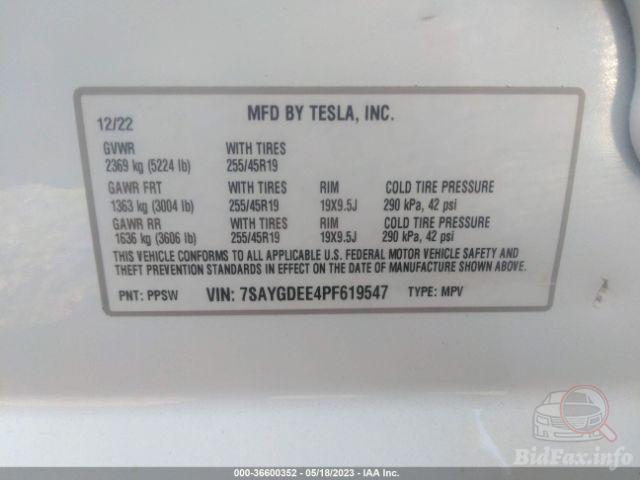 MFD BY TESLA, INC.
12/22
GVWR WITH TIRES
2369 kg (5224 lb) 255/45R19
GAWR FRT WITH TIRES RIM COLD TIRE PRESSURE
1363 kg (3004 lb) 255/45R19 19X9.5J 290 kPa, 42 psi
GAWR RR WITH TIRES RIM COLD TIRE PRESSURE
1636 kg (3606 lb) 255/45R19 19X9.5J 290 kPa, 42 psi
THIS VEHICLE CONFORMS TO ALL APPLICABLE U.S. FEDERAL MOTOR VEHICLE SAFETY AND
THEFT PREVENTION STANDARDS IN EFFECT ON THE DATE OF MANUFACTURE SHOWN ABOVE.
PNT: PPSW VIN: 7SAYGDEE4PF619547 TYPE: MPV
BidFax.info
000-36600352 - 05/18/2023 - IAA Inc.